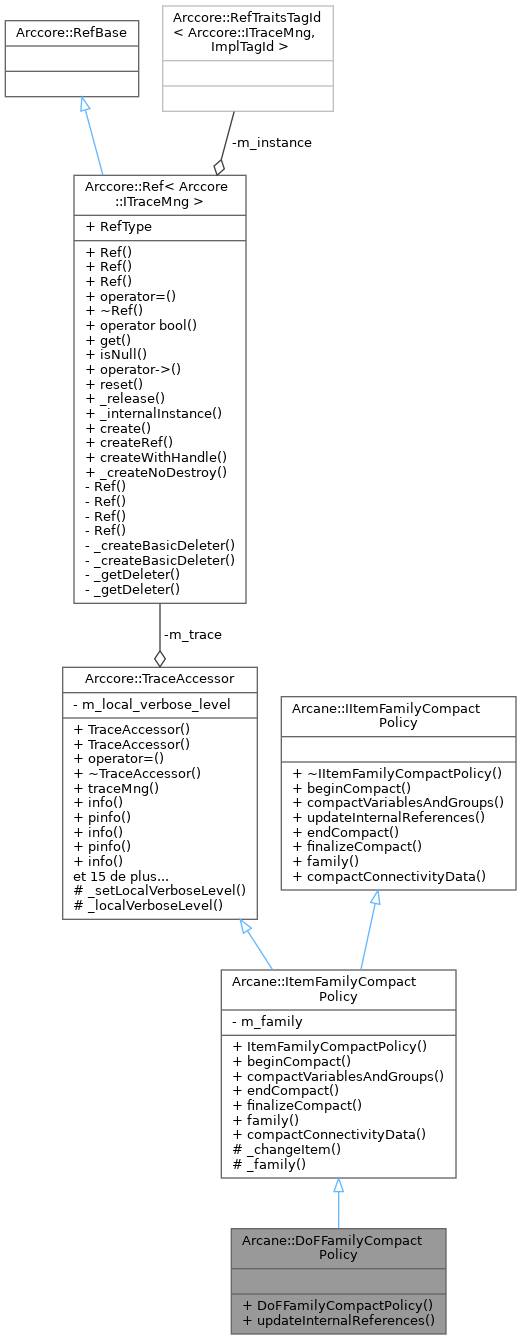 Arccore::RefBase
Arccore::RefTraitsTagId
< Arccore::ITraceMng,
ImplTagId >
-m_instance
Arccore::Ref< Arccore
::ITraceMng >
+ RefType
+ Ref()
+ Ref()
+ Ref()
+ operator=()
+ ~Ref()
+ operator bool()
+ get()
+ isNull()
+ operator->()
+ reset()
+ _release()
+ _internalInstance()
+ create()
+ createRef()
+ createWithHandle()
+ _createNoDestroy()
- Ref()
- Ref()
- Ref()
- Ref()
- _createBasicDeleter()
- _createBasicDeleter()
- _getDeleter()
- _getDeleter()
-m_trace
Arccore::TraceAccessor
- m_local_verbose_level
+ TraceAccessor()
+ TraceAccessor()
+ operator=()
+ ~TraceAccessor()
+ traceMng()
+ info()
+ pinfo()
+ info()
+ pinfo()
+ info()
et 15 de plus...
# _setLocalVerboseLevel()
# _localVerboseLevel()
Arcane::IItemFamilyCompact
Policy
+ ~IItemFamilyCompactPolicy()
+ beginCompact()
+ compactVariablesAndGroups()
+ updateInternalReferences()
+ endCompact()
+ finalizeCompact()
+ family()
+ compactConnectivityData()
Arcane::ItemFamilyCompact
Policy
- m_family
+ ItemFamilyCompactPolicy()
+ beginCompact()
+ compactVariablesAndGroups()
+ endCompact()
+ finalizeCompact()
+ family()
+ compactConnectivityData()
# _changeItem()
# _family()
Arcane::DoFFamilyCompact
Policy
+ DoFFamilyCompactPolicy()
+ updateInternalReferences()